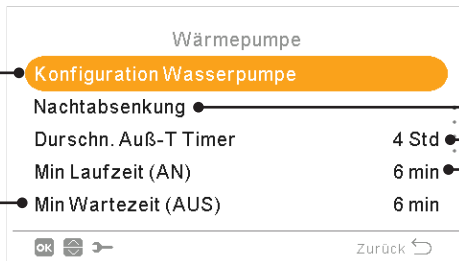 Wärmepumpe
Konfiguration Wasserpumpe
Nachtabsenkung
Durschn. Auß-T Timer 4 Std
Min Laufzeit (AN) 6 min
Min Wartezeit (AUS) 6 min
OK Zurück